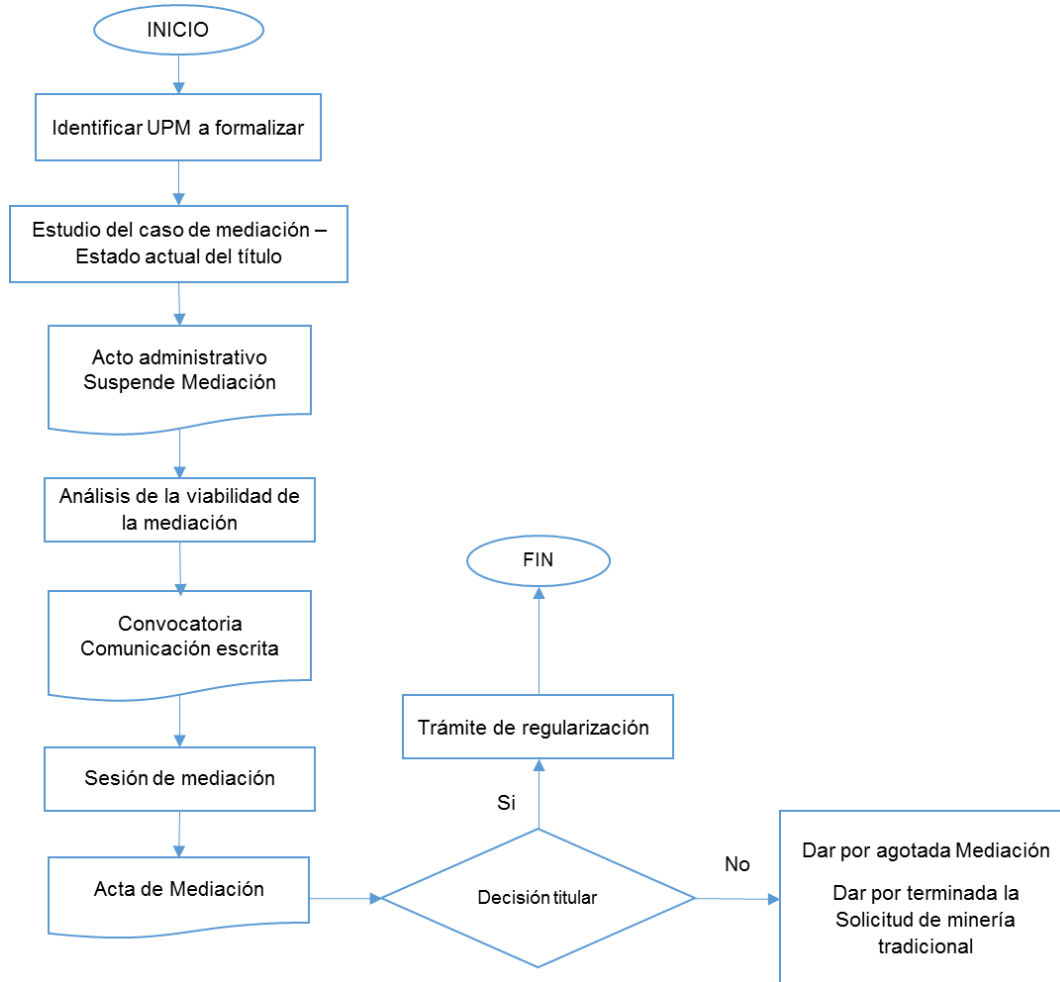 INICIO
Identificar UPM a formalizar
Estudio del caso de mediación –
Estado actual del título
Acto administrativo
Suspende Mediación
Análisis de la viabilidad de
la mediación
Convocatoria
Comunicación escrita
Sesión de mediación
Acta de Mediación
Decisión titular
Si
Trámite de regularización
FIN
No
Dar por agotada Mediación
Dar por terminada la
Solicitud de minería
tradicional